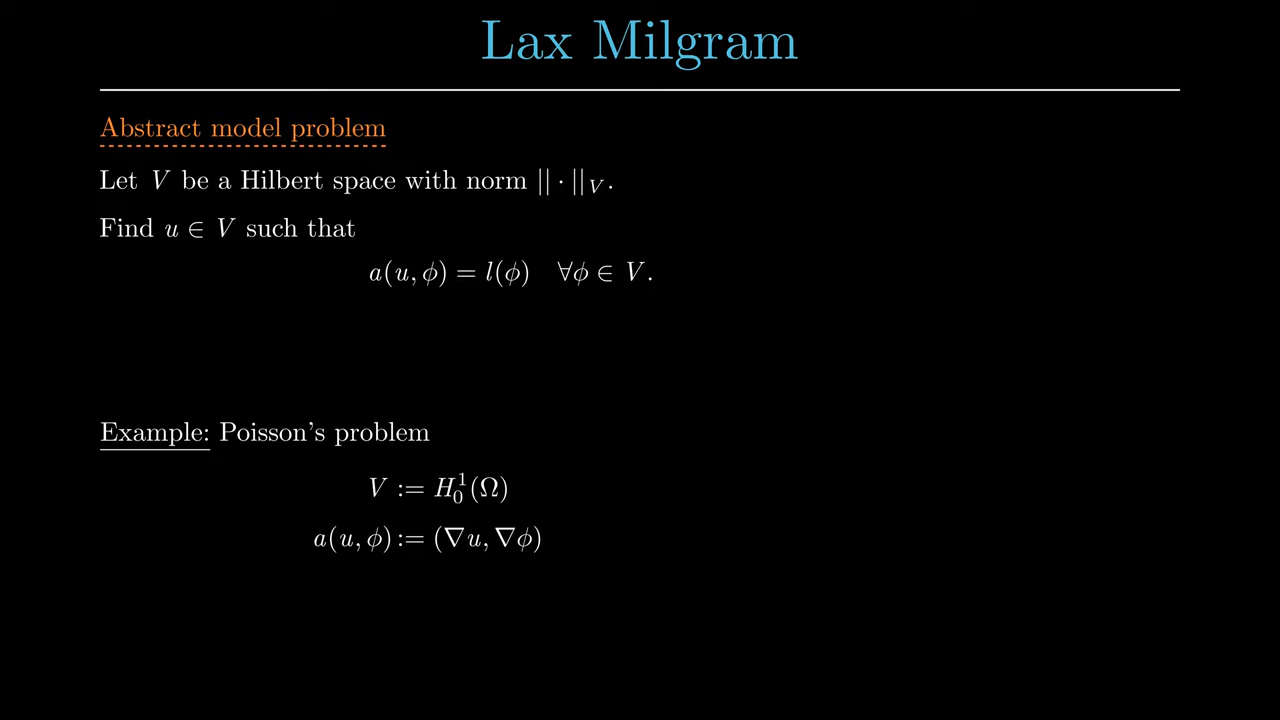 Lax Milgram
Abstract model problem
Let V be a Hilbert space with norm || · ||_V.
Find u ∈ V such that
a(u, ϕ) = l(ϕ) ∀ϕ ∈ V.
Example: Poisson's problem
V := H_0^1(Ω)
a(u, ϕ) := (∇u, ∇ϕ)